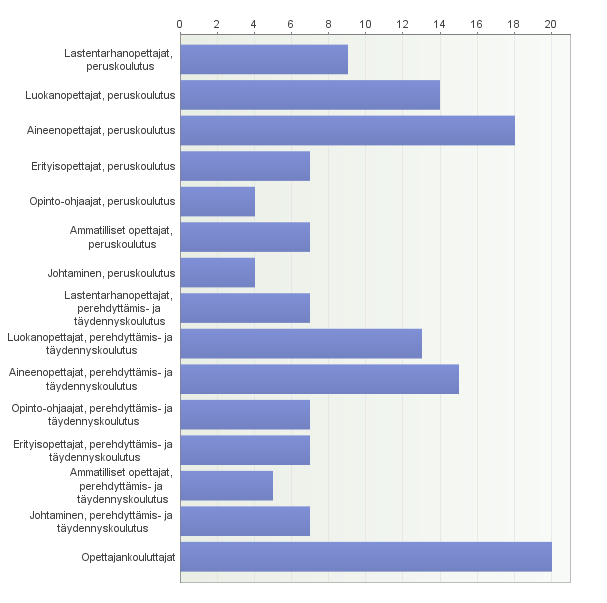 0 2 4 6 8 10 12 14 16 18 20
Lastentarhanopettajat,
peruskoulutus
Luokanopettajat, peruskoulutus
Aineenopettajat, peruskoulutus
Erityisopettajat, peruskoulutus
Opinto-ohjaajat, peruskoulutus
Ammatilliset opettajat,
peruskoulutus
Johtaminen, peruskoulutus
Lastentarhanopettajat,
perehdyttämis- ja
täydennyskoulutus
Luokanopettajat, perehdyttämis- ja
täydennyskoulutus
Aineenopettajat, perehdyttämis- ja
täydennyskoulutus
Opinto-ohjaajat, perehdyttämis- ja
täydennyskoulutus
Erityisopettajat, perehdyttämis- ja
täydennyskoulutus
Ammatilliset opettajat,
perehdyttämis- ja
täydennyskoulutus
Johtaminen, perehdyttämis- ja
täydennyskoulutus
Opettajankouluttajat